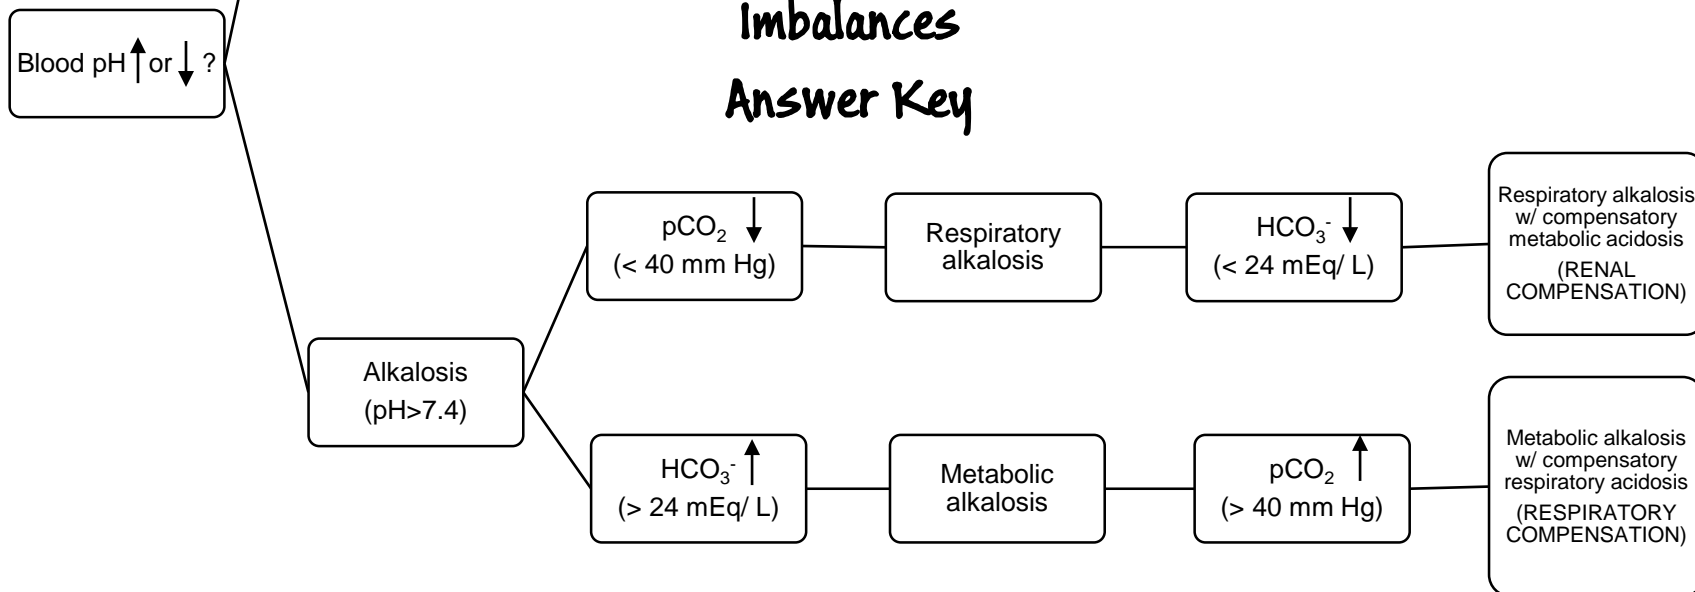 Imbalances
Answer Key
Blood pH ↑ or ↓ ?
Alkalosis
(pH>7.4)
pCO₂ ↓
(< 40 mm Hg)
Respiratory
alkalosis
HCO₃⁻ ↓
(< 24 mEq/ L)
Respiratory alkalosis
w/ compensatory
metabolic acidosis
(RENAL
COMPENSATION)
HCO₃⁻ ↑
(> 24 mEq/ L)
Metabolic
alkalosis
pCO₂ ↑
(> 40 mm Hg)
Metabolic alkalosis
w/ compensatory
respiratory acidosis
(RESPIRATORY
COMPENSATION)